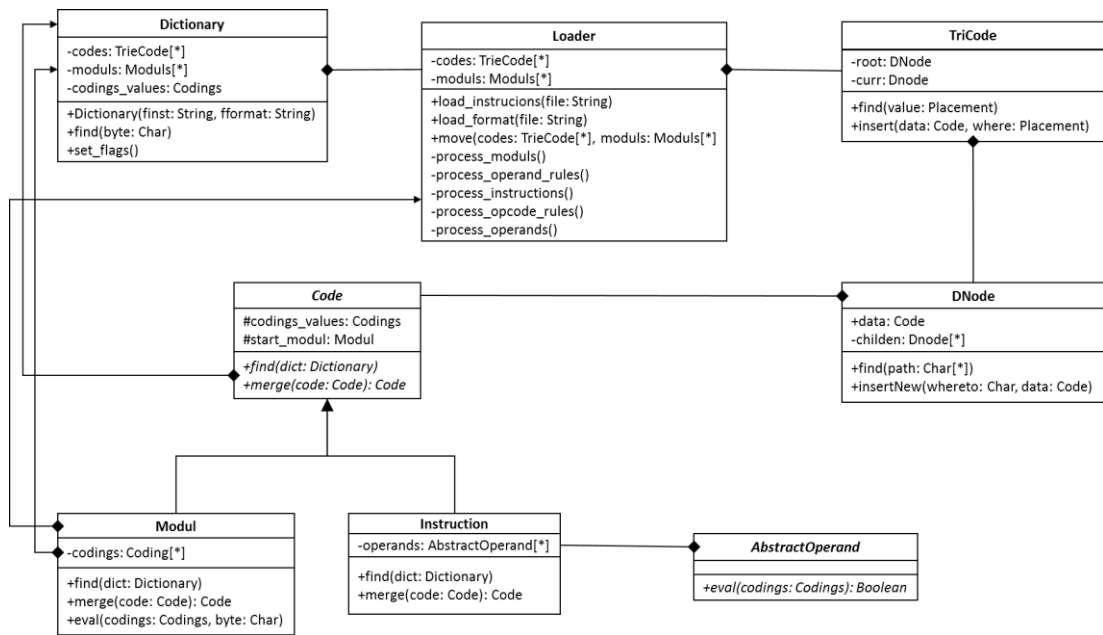 Dictionary
-codes: TrieCode[*]
-moduls: Moduls[*]
-codings_values: Codings
+Dictionary(finst: String, fformat: String)
+find(byte: Char)
+set_flags()
Loader
-codes: TrieCode[*]
-moduls: Moduls[*]
+load_instrucions(file: String)
+load_format(file: String)
+move(codes: TrieCode[*], moduls: Moduls[*]
-process_moduls()
-process_operand_rules()
-process_instructions()
-process_opcode_rules()
-process_operands()
TriCode
-root: DNode
-curr: Dnode
+find(value: Placement)
+insert(data: Code, where: Placement)
Code
#codings_values: Codings
#start_modul: Modul
+find(dict: Dictionary)
+merge(code: Code): Code
DNode
+data: Code
-childen: Dnode[*]
+find(path: Char[*])
+insertNew(whereto: Char, data: Code)
Modul
-codings: Coding[*]
+find(dict: Dictionary)
+merge(code: Code): Code
+eval(codings: Codings, byte: Char)
Instruction
-operands: AbstractOperand[*]
+find(dict: Dictionary)
+merge(code: Code): Code
AbstractOperand
+eval(codings: Codings): Boolean